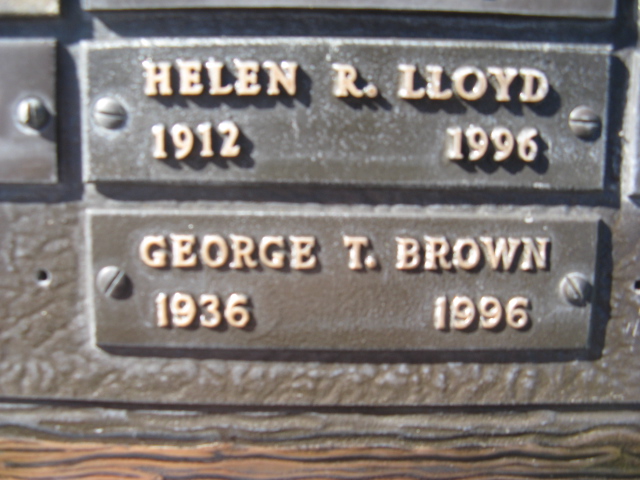 HELEN R. LLOYD
1912 1996
GEORGE T. BROWN
1936 1996